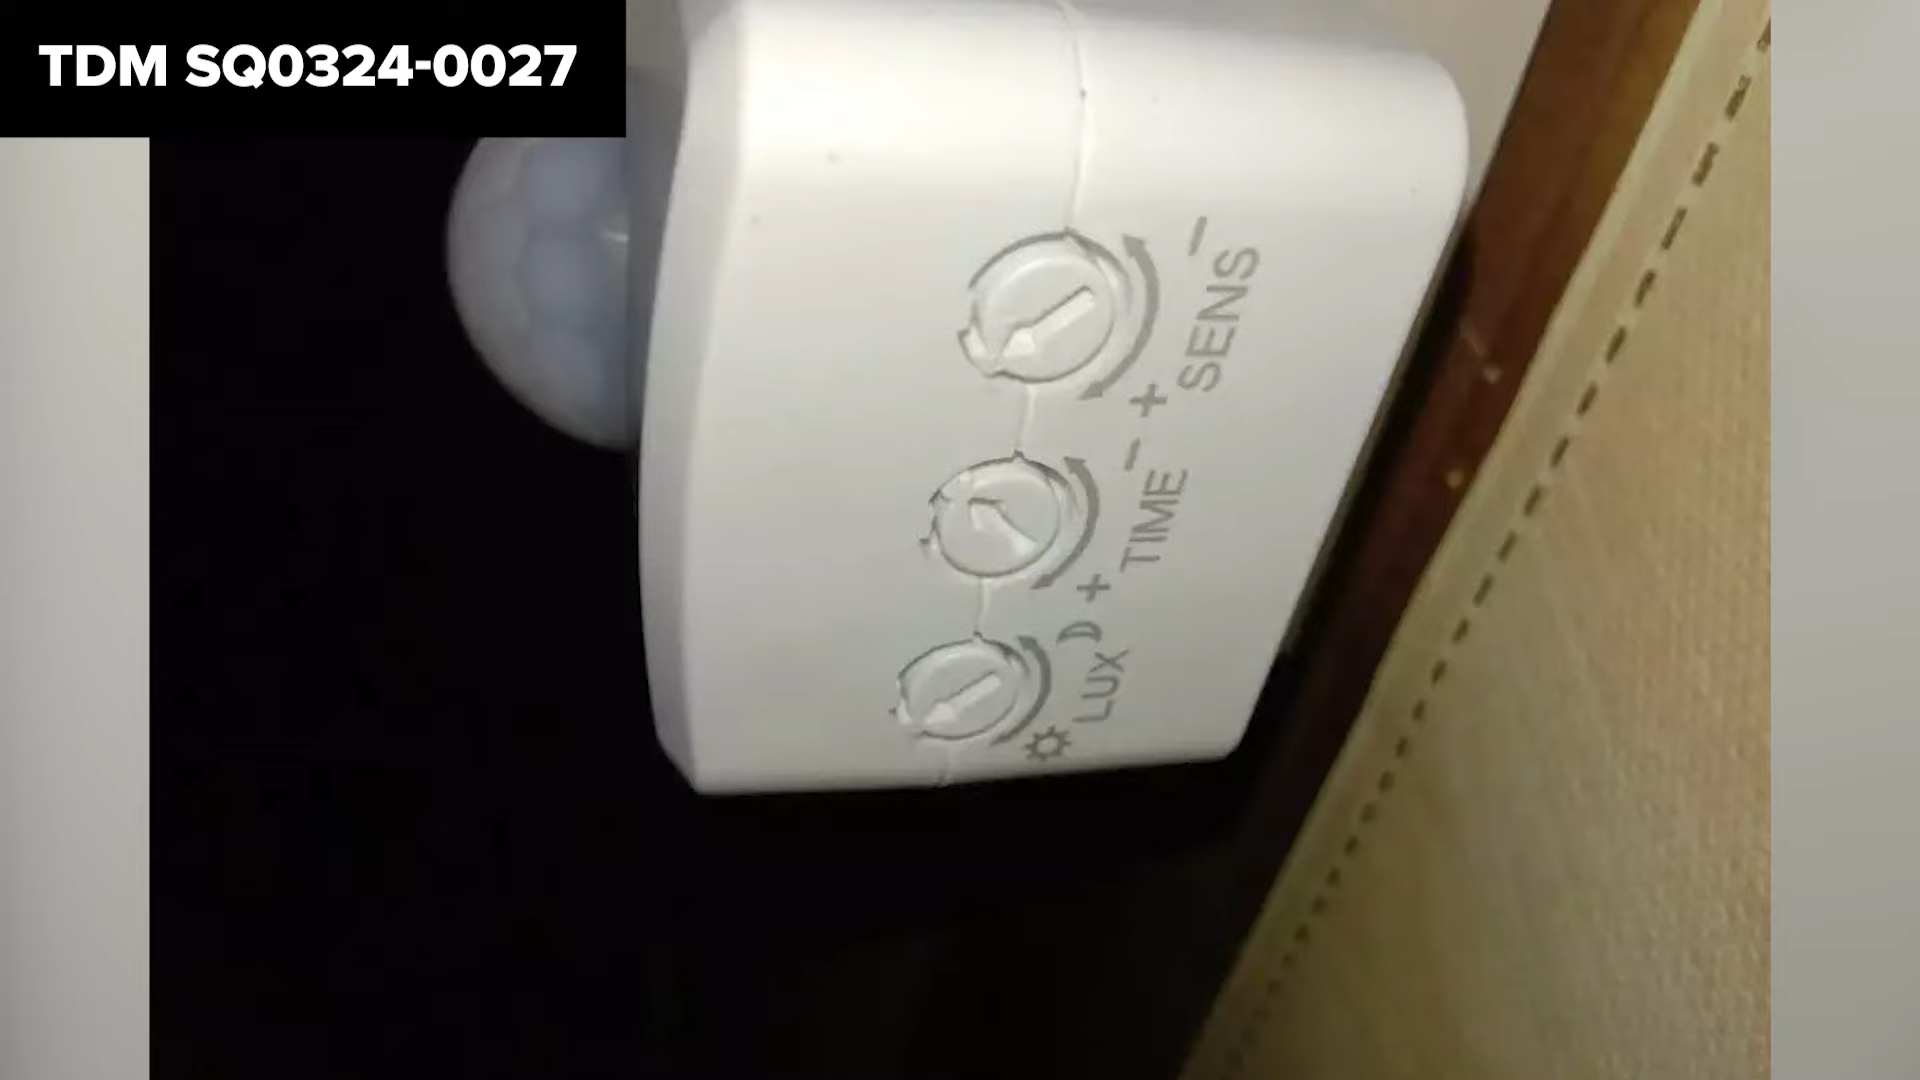 TDM SQ0324-0027
− SENS +
− TIME +
LUX